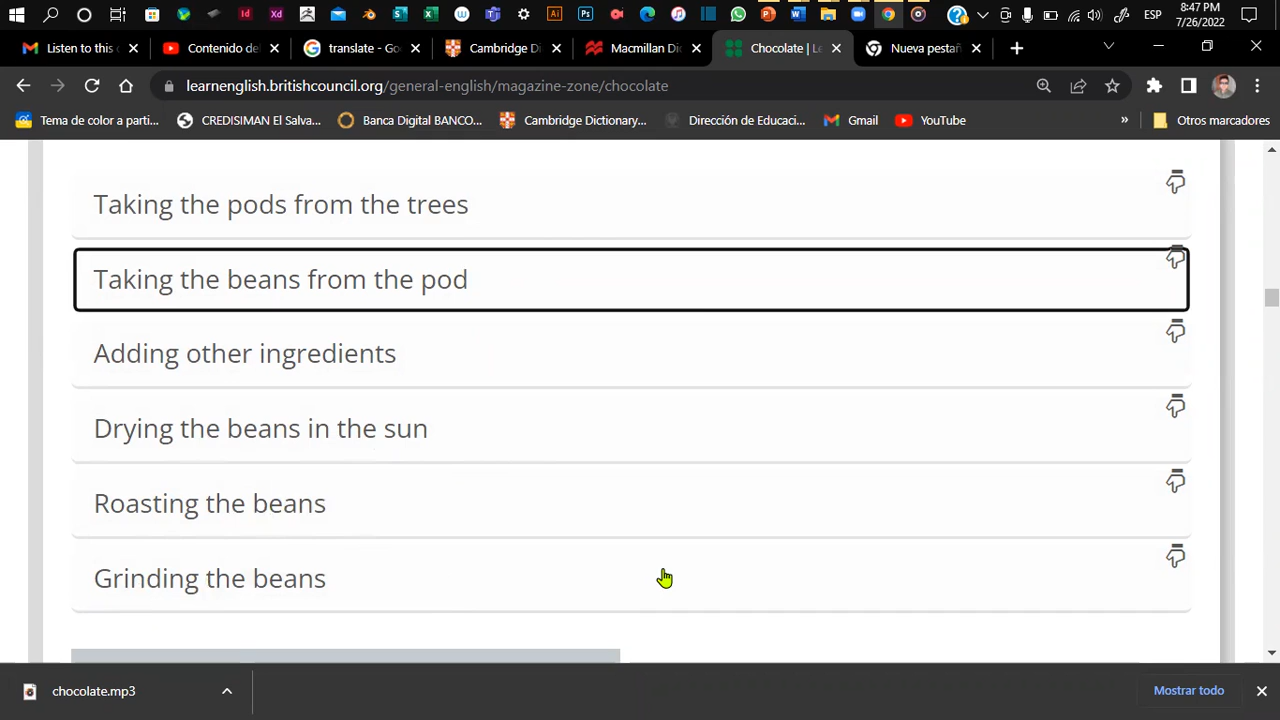 8:47 PM
ESP
7/26/2022
Listen to this c
Contenido del
translate - Goo
Cambridge Di
Macmillan Dic
Chocolate | Le
Nueva pestañ
learnenglish.britishcouncil.org/general-english/magazine-zone/chocolate
Tema de color a parti...
CREDISIMAN El Salva...
Banca Digital BANCO...
Cambridge Dictionary...
Dirección de Educaci...
Gmail
YouTube
»
Otros marcadores
Taking the pods from the trees
Taking the beans from the pod
Adding other ingredients
Drying the beans in the sun
Roasting the beans
Grinding the beans
chocolate.mp3
Mostrar todo